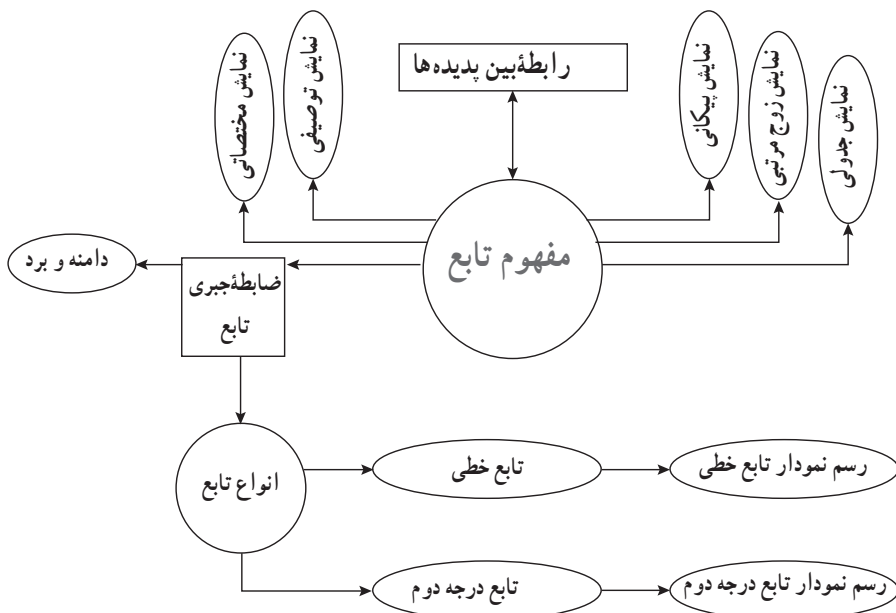 رابطهٔ بین پدیده‌ها
نمایش جدولی
نمایش زوج مرتبی
نمایش پیکانی
نمایش توصیفی
نمایش مختصاتی
مفهوم تابع
ضابطهٔ جبری
تابع
دامنه و برد
انواع تابع
تابع خطی
رسم نمودار تابع خطی
تابع درجه دوم
رسم نمودار تابع درجه دوم